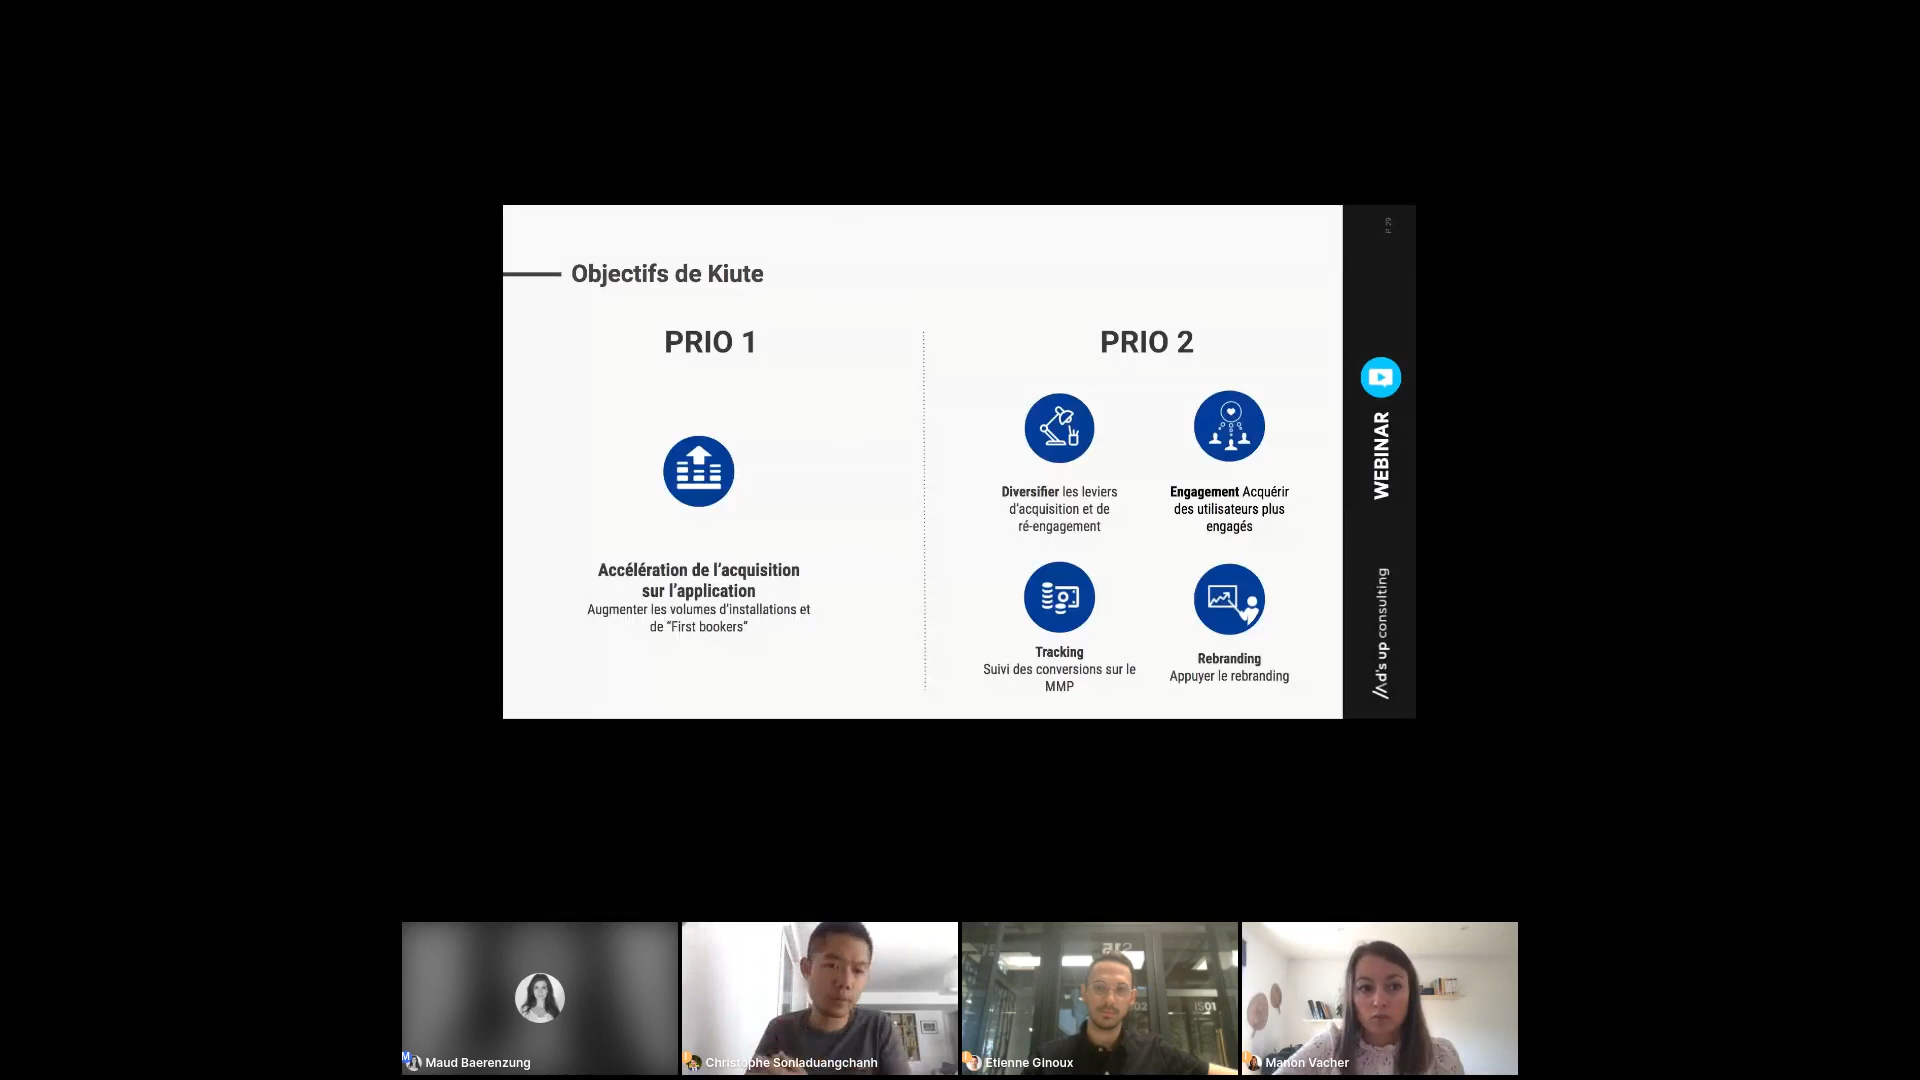 P 29
Objectifs de Kiute
PRIO 1
PRIO 2
Accélération de l'acquisition
sur l'application
Augmenter les volumes d'installations et
de “First bookers”
Diversifier les leviers
d'acquisition et de
ré-engagement
Engagement Acquérir
des utilisateurs plus
engagés
Tracking
Suivi des conversions sur le
MMP
Rebranding
Appuyer le rebranding
WEBINAR
//Ad's up consulting
Maud Baerenzung
Christophe Sonladuangchanh
Etienne Ginoux
Manon Vacher